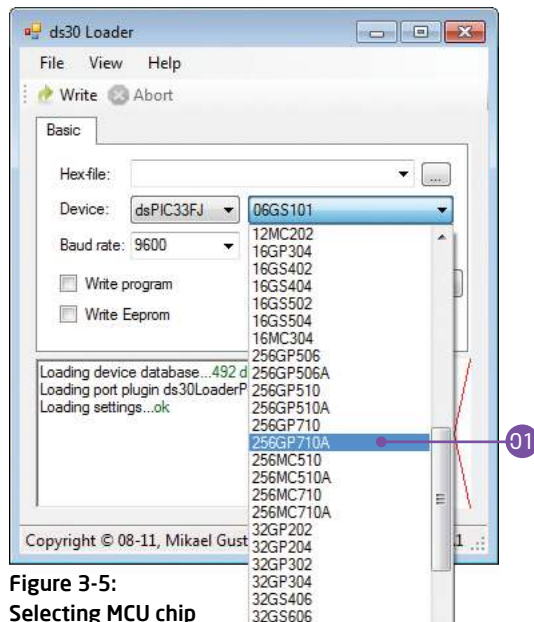 ds30 Loader
File View Help
Write Abort
Basic
Hex-file: ...
Device: dsPIC33FJ 06GS101
Baud rate: 9600
Write program
Write Eeprom
12MC202
16GP304
16GS402
16GS404
16GS502
16GS504
16MC304
256GP506
256GP506A
256GP510
256GP510A
256GP710
256GP710A
256MC510
256MC510A
256MC710
256MC710A
32GP202
32GP204
32GP302
32GP304
32GS406
32GS606
01
Loading device database...492 d
Loading port plugin ds30LoaderP
Loading settings...ok
Copyright © 08-11, Mikael Gust
1
Figure 3-5:
Selecting MCU chip